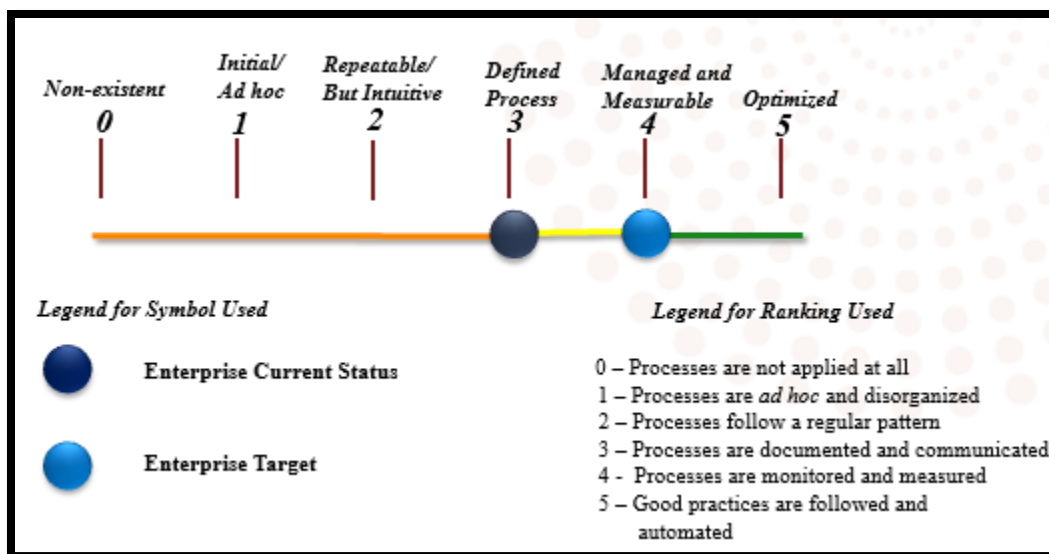 Non-existent
0
Initial/
Ad hoc
1
Repeatable/
But Intuitive
2
Defined
Process
3
Managed and
Measurable
4
Optimized
5
Legend for Symbol Used
Enterprise Current Status
Enterprise Target
Legend for Ranking Used
0 – Processes are not applied at all
1 – Processes are ad hoc and disorganized
2 – Processes follow a regular pattern
3 – Processes are documented and communicated
4 - Processes are monitored and measured
5 – Good practices are followed and
automated